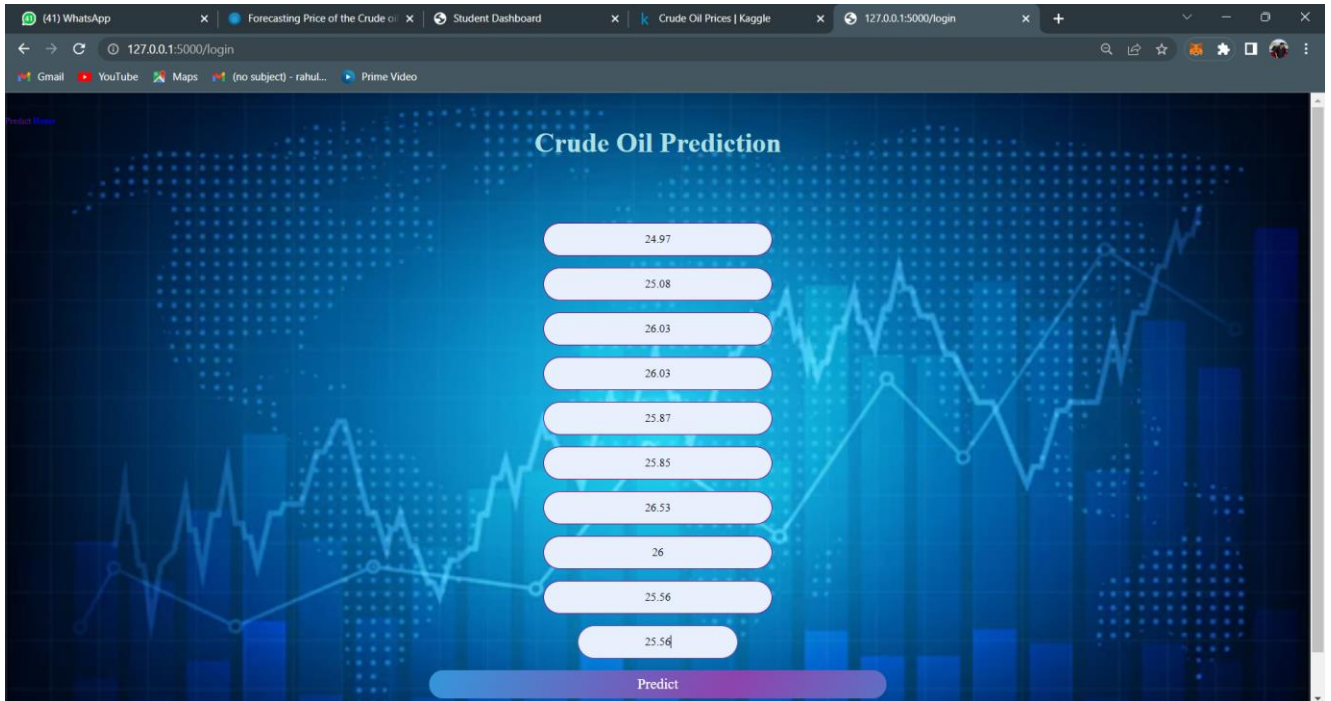 (41) WhatsApp
Forecasting Price of the Crude oi
Student Dashboard
Crude Oil Prices | Kaggle
127.0.0.1:5000/login
127.0.0.1:5000/login
Gmail
YouTube
Maps
(no subject) - rahul...
Prime Video
Predict Home
Crude Oil Prediction
24.97
25.08
26.03
26.03
25.87
25.85
26.53
26
25.56
25.56
Predict